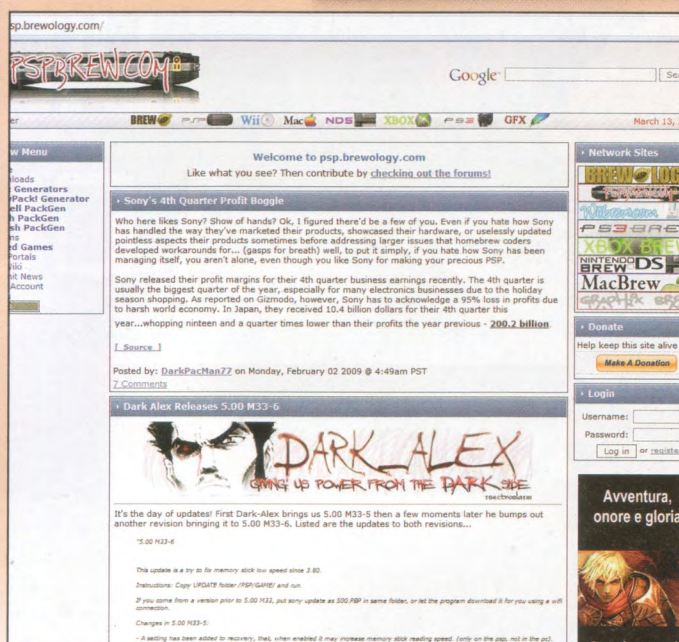 sp.brewology.com/
PSPBREW.COM
Google
Sea
er
BREW PSP Wii Mac NDS XBOX PS3 GFX
March 13,
w Menu
loads
Generators
Pack! Generator
ell PackGen
h PackGen
sh PackGen
ns
ed Games
Portals
Wiki
nit News
Account
Welcome to psp.brewology.com
Like what you see? Then contribute by checking out the forums!
› Sony's 4th Quarter Profit Boggle
Who here likes Sony? Show of hands? Ok, I figured there'd be a few of you. Even if you hate how Sony
has handled the way they've marketed their products, showcased their hardware, or uselessly updated
pointless aspects their products sometimes before addressing larger issues that homebrew coders
developed workarounds for... (gasps for breath) well, to put it simply, if you hate how Sony has been
managing itself, you aren't alone, even though you like Sony for making your precious PSP.
Sony released their profit margins for their 4th quarter business earnings recently. The 4th quarter is
usually the biggest quarter of the year, especially for many electronics businesses due to the holiday
season shopping. As reported on Gizmodo, however, Sony has to acknowledge a 95% loss in profits due
to harsh world economy. In Japan, they received 10.4 billion dollars for their 4th quarter this
year...whopping ninteen and a quarter times lower than their profits the year previous - 200.2 billion.
[ Source ]
Posted by: DarkPacMan77 on Monday, February 02 2009 @ 4:49am PST
7 Comments
› Dark Alex Releases 5.00 M33-6
DARK_ALEX
GIVING US POWER FROM THE DARK SIDE
It's the day of updates! First Dark-Alex brings us 5.00 M33-5 then a few moments later he bumps out
another revision bringing it to 5.00 M33-6. Listed are the updates to both revisions...
"5.00 M33-6
This update is a try to fix memory stick low speed since 3.80.
Instructions: Copy UPDATE folder /PSP/GAME/ and run.
If you come from a version prior to 5.00 M33, put sony update as 500.PBP in same folder, or let the program download it for you using a wifi
connection.
Changes in 5.00 M33-5:
- A setting has been added to recovery, that, when enabled it may increase memory stick reading speed. (only on the psp, not in the pc).
› Network Sites
BREWOLOG
PSPBREW.COM
Wiibrew.com
PS3BRE
XBOX BREW
NINTENDO DS
BREW
MacBrew
GRAPHIX BRE
› Donate
Help keep this site alive
Make A Donation
› Login
Username:
Password:
Log in or registe
Avventura,
onore e gloria